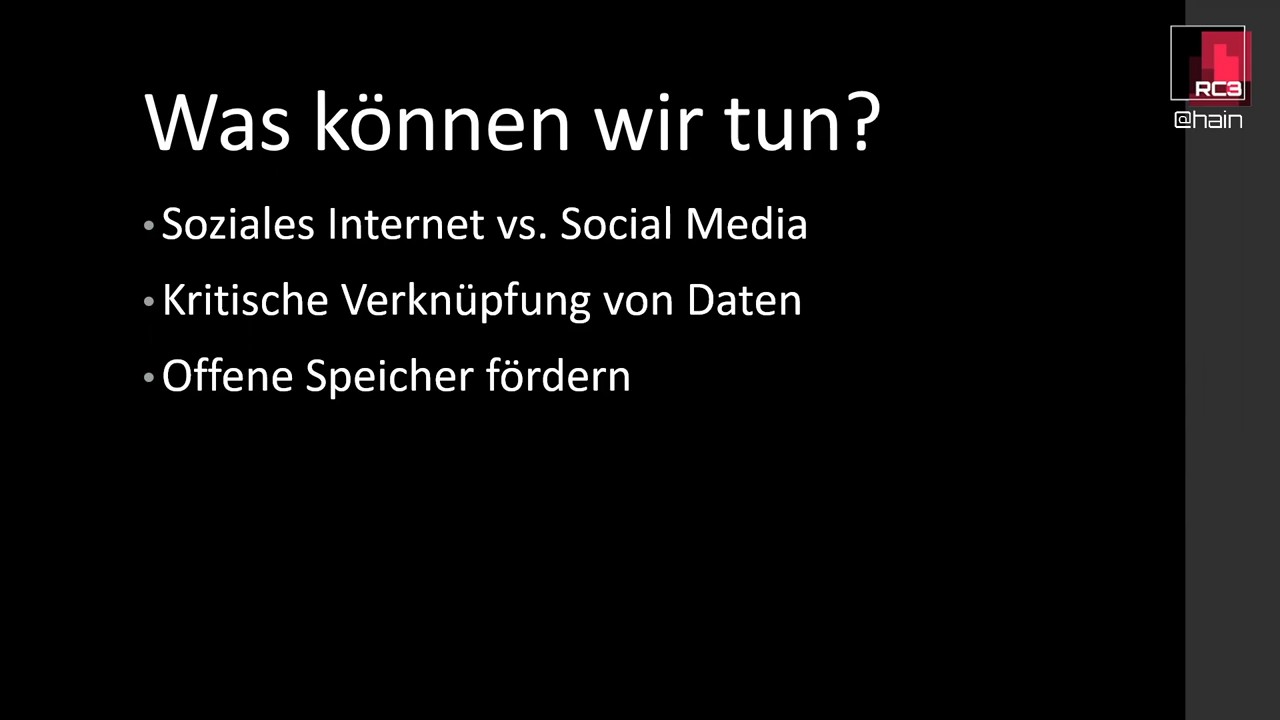 Was können wir tun?
• Soziales Internet vs. Social Media
• Kritische Verknüpfung von Daten
• Offene Speicher fördern
RC3
@hain